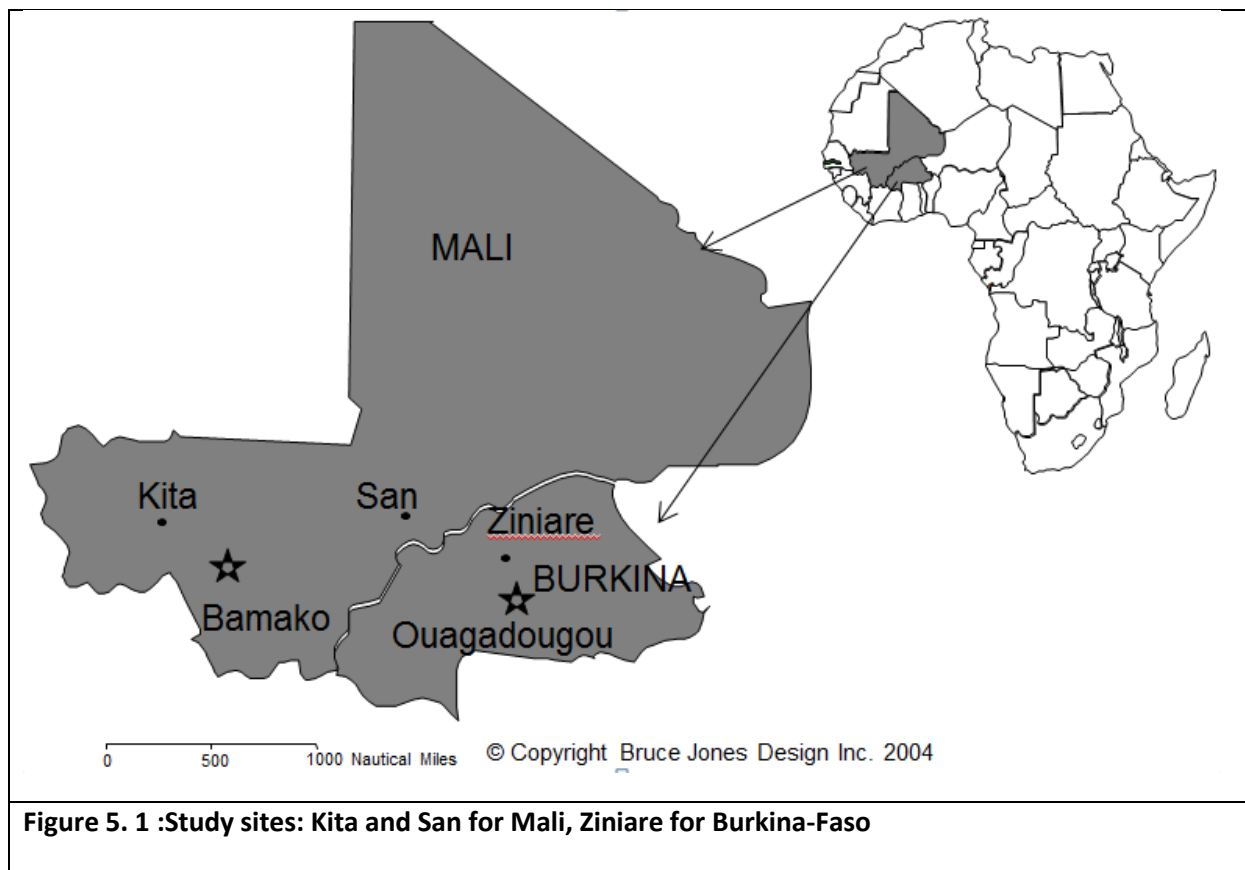 MALI
Kita
San
Ziniare
BURKINA
Bamako
Ouagadougou
0 500 1000 Nautical Miles © Copyright Bruce Jones Design Inc. 2004
Figure 5. 1 :Study sites: Kita and San for Mali, Ziniare for Burkina-Faso